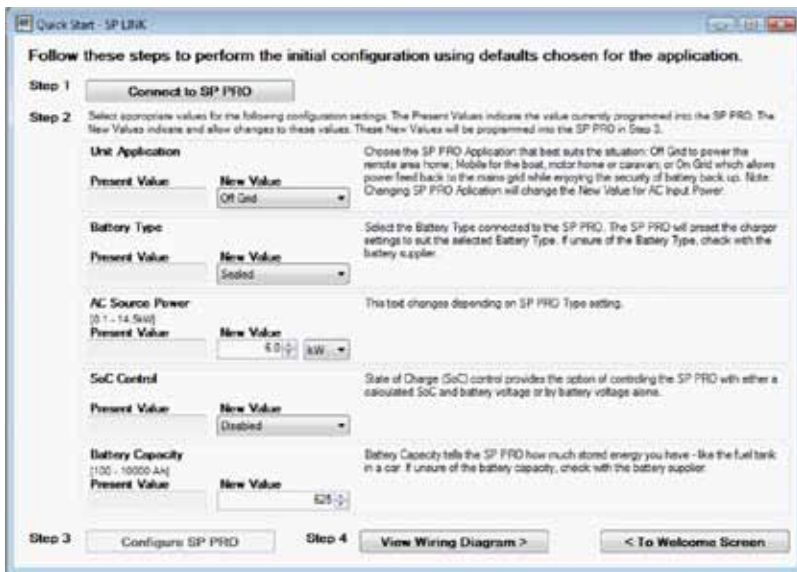 Quick Start - SP LINK
Follow these steps to perform the initial configuration using defaults chosen for the application.
Step 1
Connect to SP PRO
Step 2
Select appropriate values for the following configuration settings. The Present Values indicate the value currently programmed into the SP PRO. The
New Values indicate and allow changes to these values. These New Values will be programmed into the SP PRO in Step 3.
Unit Application
Present Value
New Value
Off Grid
Choose the SP PRO Application that best suits the situation: Off Grid to power the
remote area home; Mobile for the boat, motor home or caravan; or On Grid which allows
power feed back to the mains grid while enjoying the security of battery back up. Note:
Changing SP PRO Aplication will change the New Value for AC Input Power.
Battery Type
Present Value
New Value
Sealed
Select the Battery Type connected to the SP PRO. The SP PRO will preset the charger
settings to suit the selected Battery Type. If unsure of the Battery Type, check with the
battery supplier.
AC Source Power
[0.1 - 14.5kW]
Present Value
New Value
6.0
kW
This text changes depending on SP PRO Type setting.
SoC Control
Present Value
New Value
Disabled
State of Charge (SoC) control provides the option of controlling the SP PRO with either a
calculated SoC and battery voltage or by battery voltage alone.
Battery Capacity
[100 - 10000 Ah]
Present Value
New Value
625
Battery Capacity tells the SP PRO how much stored energy you have - like the fuel tank
in a car. If unsure of the battery capacity, check with the battery supplier.
Step 3
Configure SP PRO
Step 4
View Wiring Diagram >
< To Welcome Screen